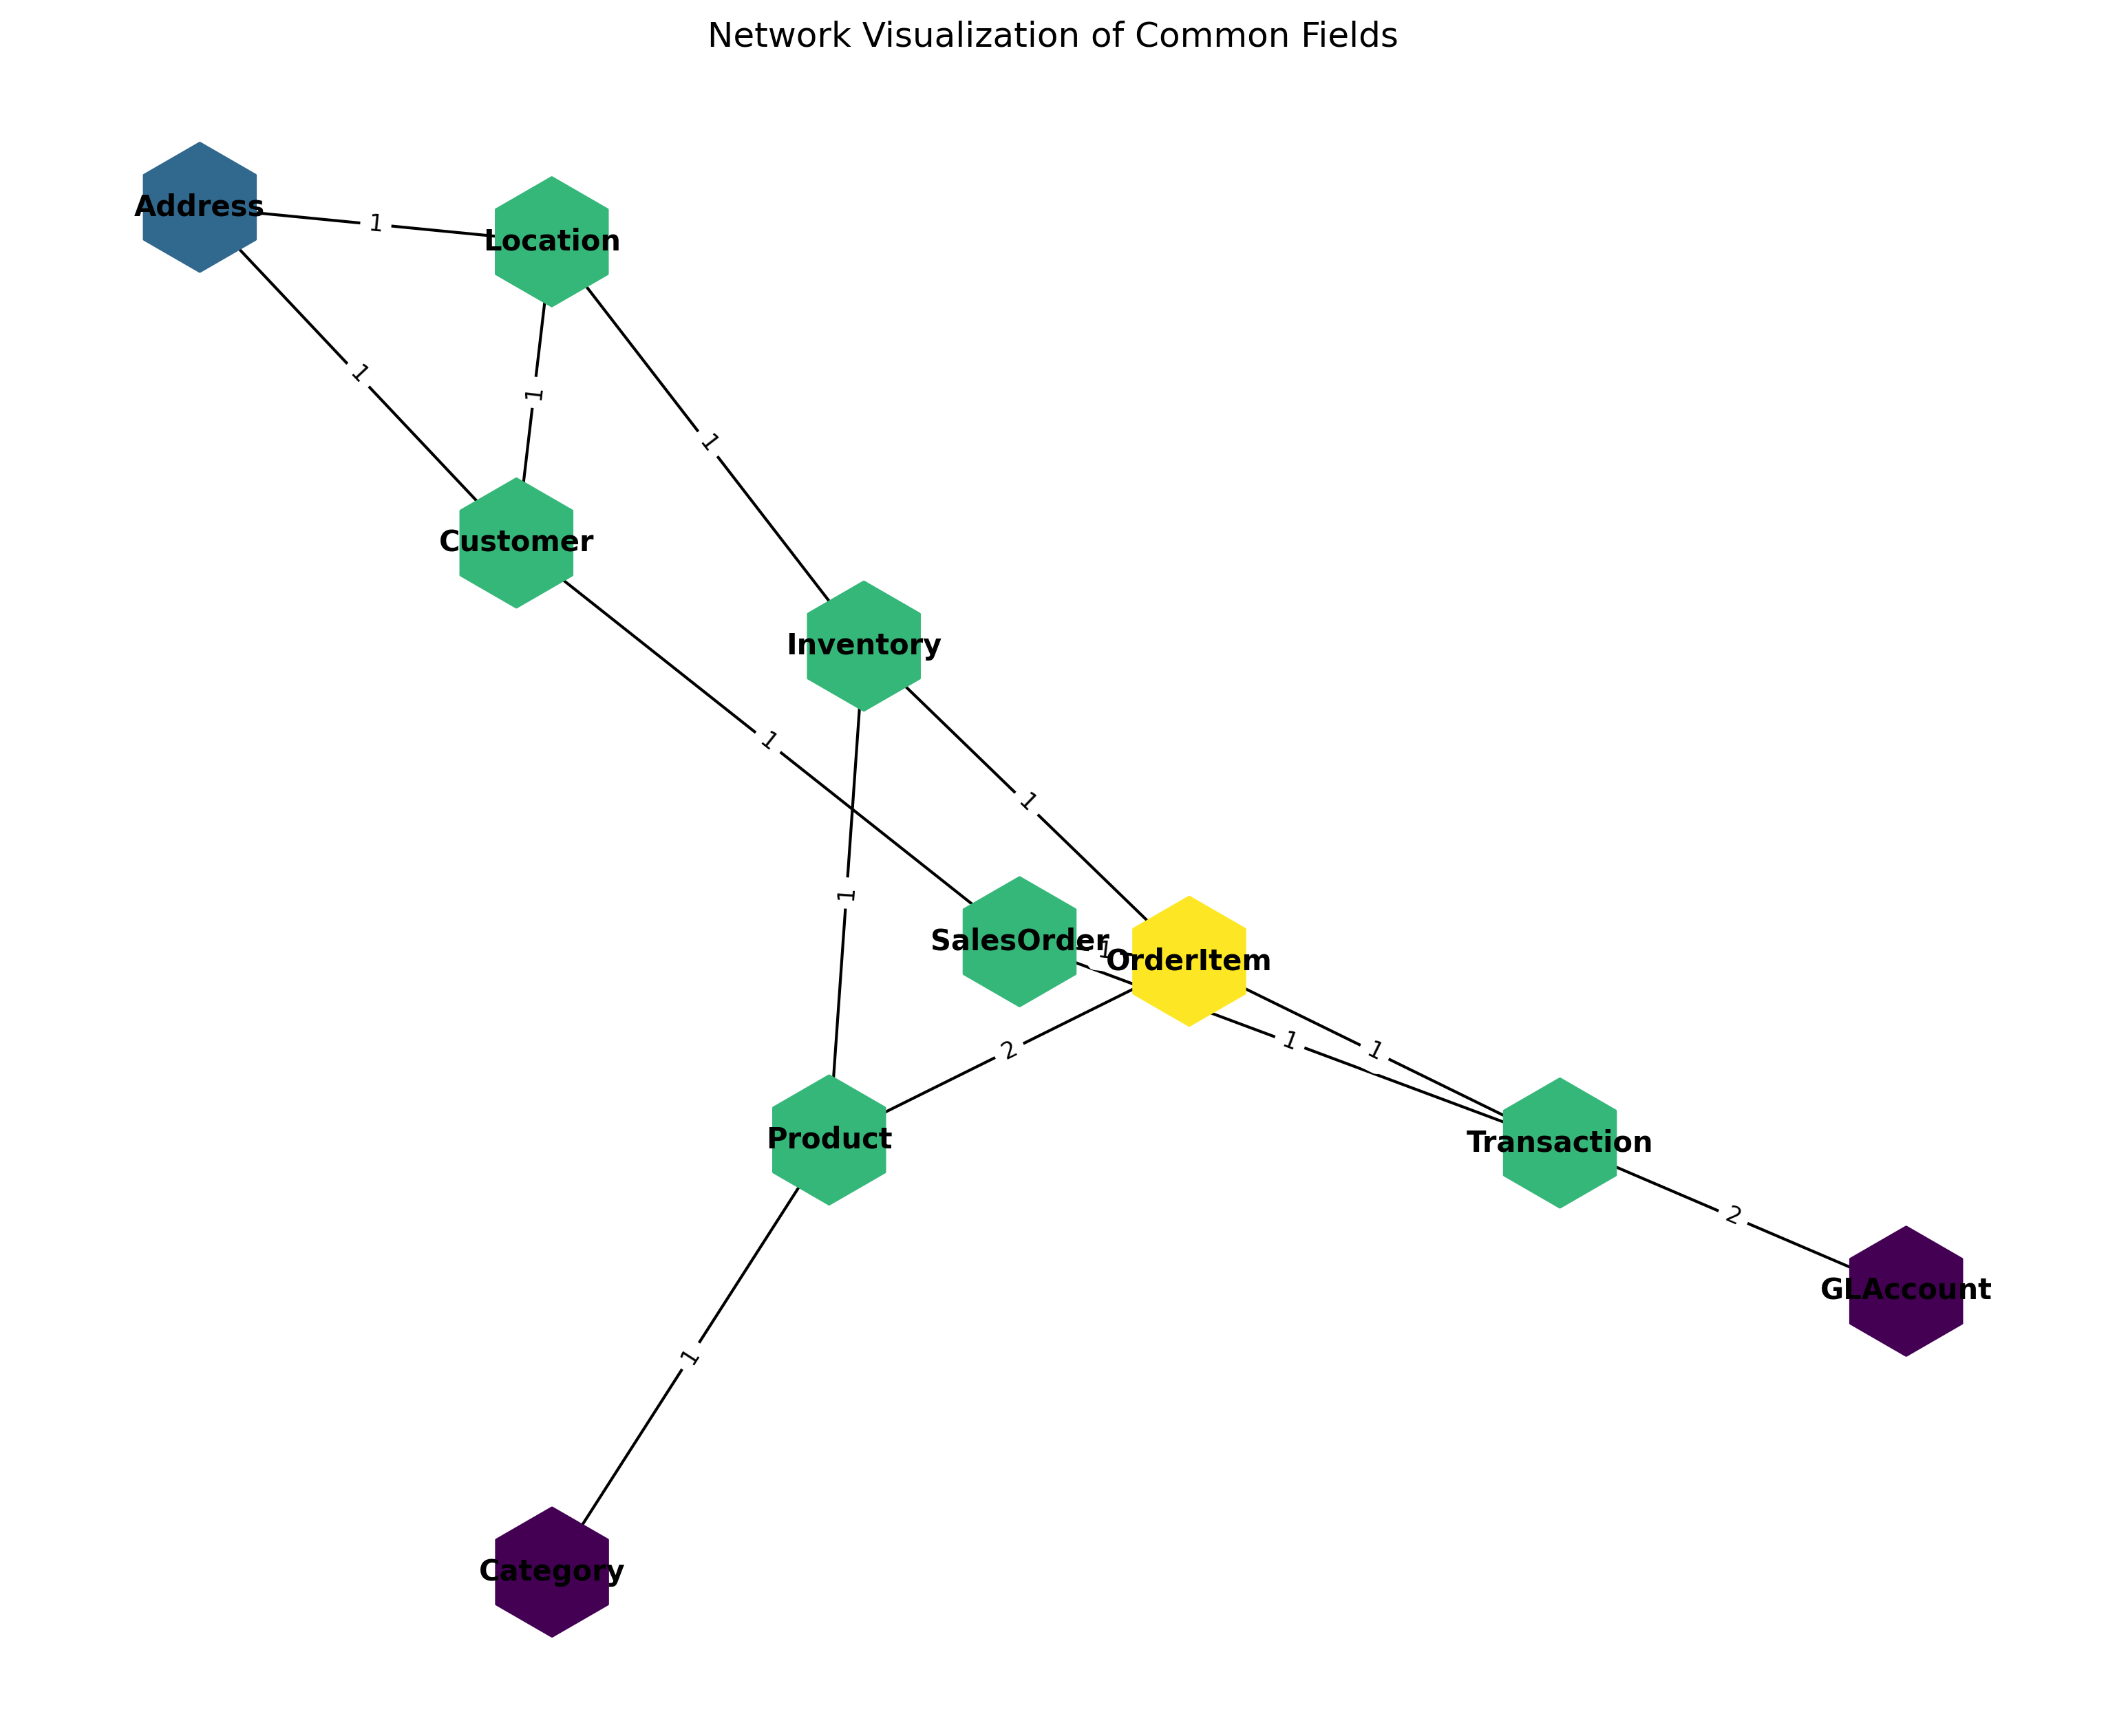 Network Visualization of Common Fields
Address
1
Location
1
1
1
Customer
Inventory
1
1
1
SalesOrder
1
OrderItem
2
1
1
Product
Transaction
2
GLAccount
1
Category